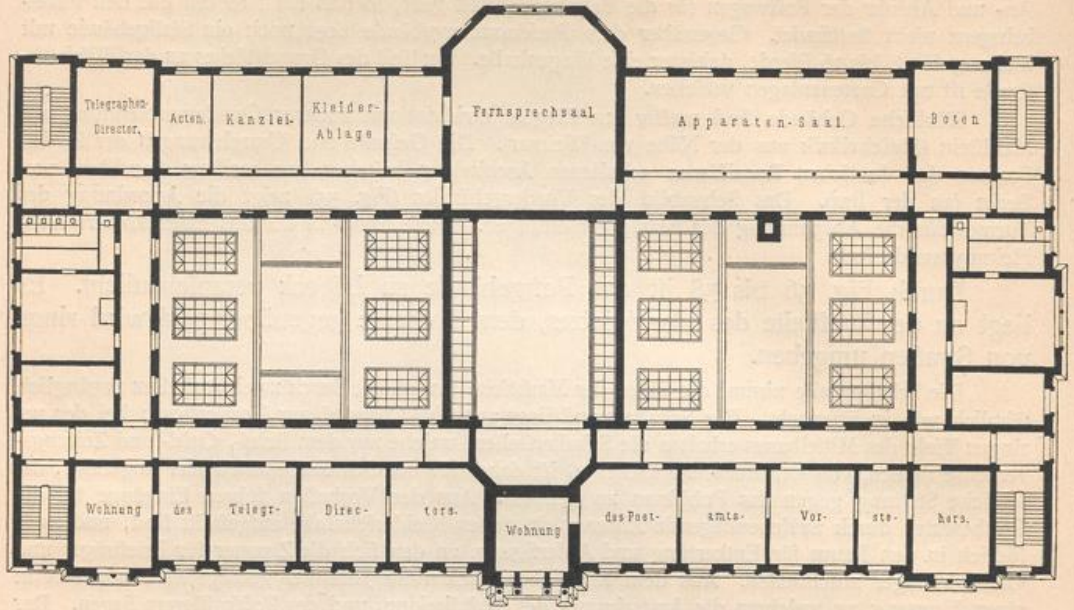 Telegraphen-
Director.
Acten.
Kanzlei-
Kleider-
Ablage
Fernsprechsaal
Apparaten-Saal.
Boten
Wohnung
des
Telegr-
Direc-
tors.
Wohnung
des Post-
amts-
Vor-
ste-
hers.